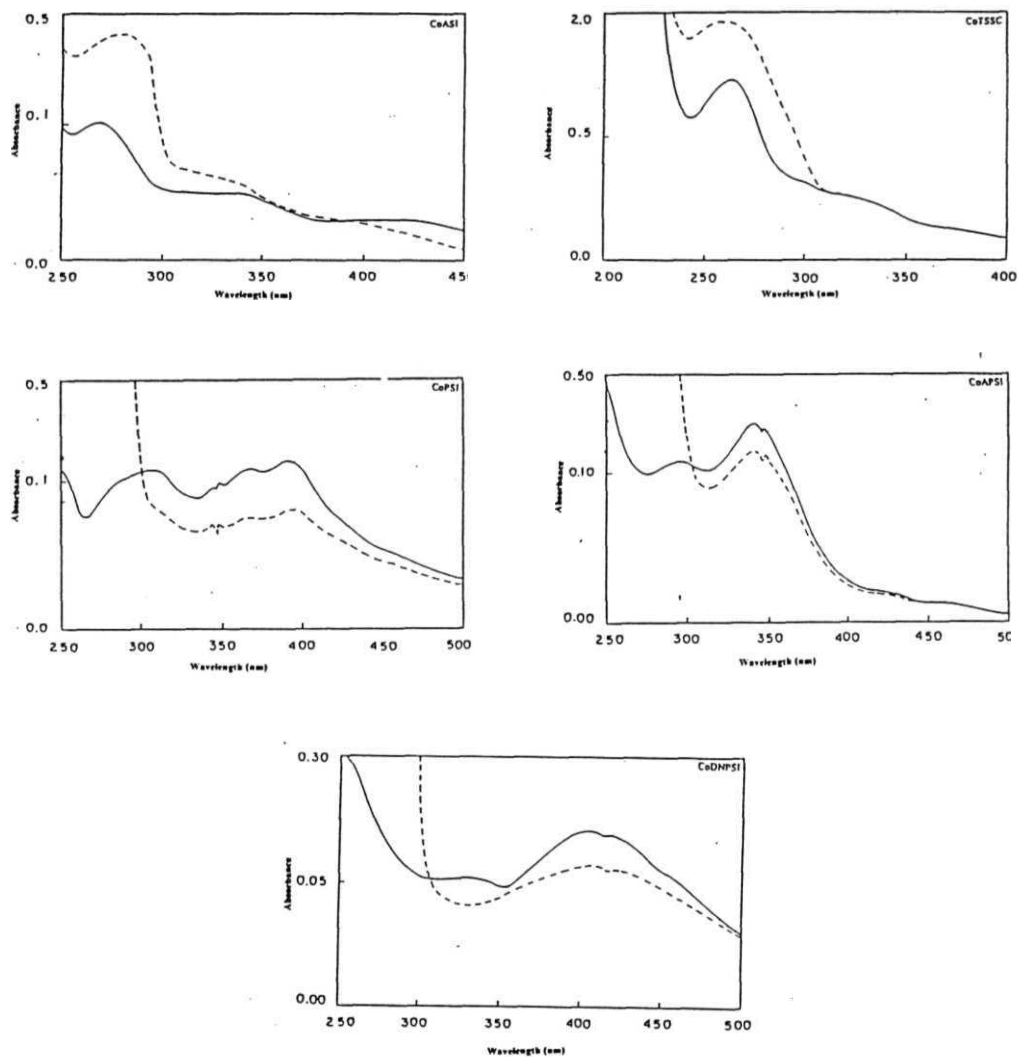 0.5
CoASI
0.1
Absorbance
0.0
250 300 350 400 45
Wavelength (nm)
2.0
CoTSSC
0.5
Absorbance
0.0
200 300 400
Wavelength (nm)
0.5
CoPSI
0.1
Absorbance
0.0
250 300 350 400 450 500
Wavelength (nm)
0.50
CoAPSI
0.10
Absorbance
0.00
250 300 350 400 450 50
Wavelength (nm)
0.30
CoDNPSI
0.05
Absorbance
0.00
250 300 350 400 450 500
Wavelength (nm)